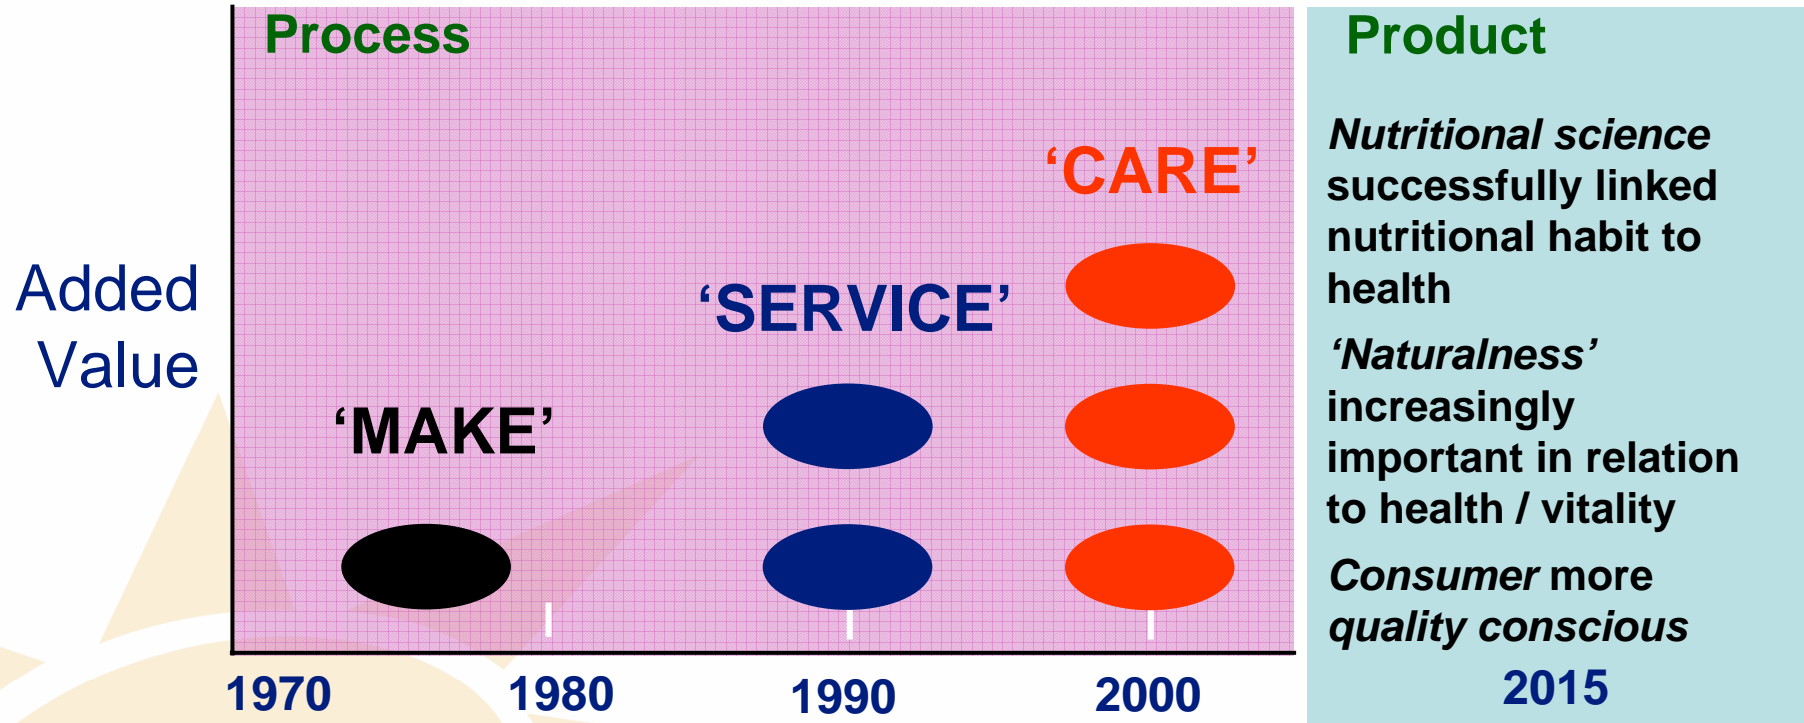 Process
Added
Value
‘MAKE’
‘SERVICE’
‘CARE’
1970
1980
1990
2000
Product
Nutritional science
successfully linked
nutritional habit to
health
‘Naturalness’
increasingly
important in relation
to health / vitality
Consumer more
quality conscious
2015